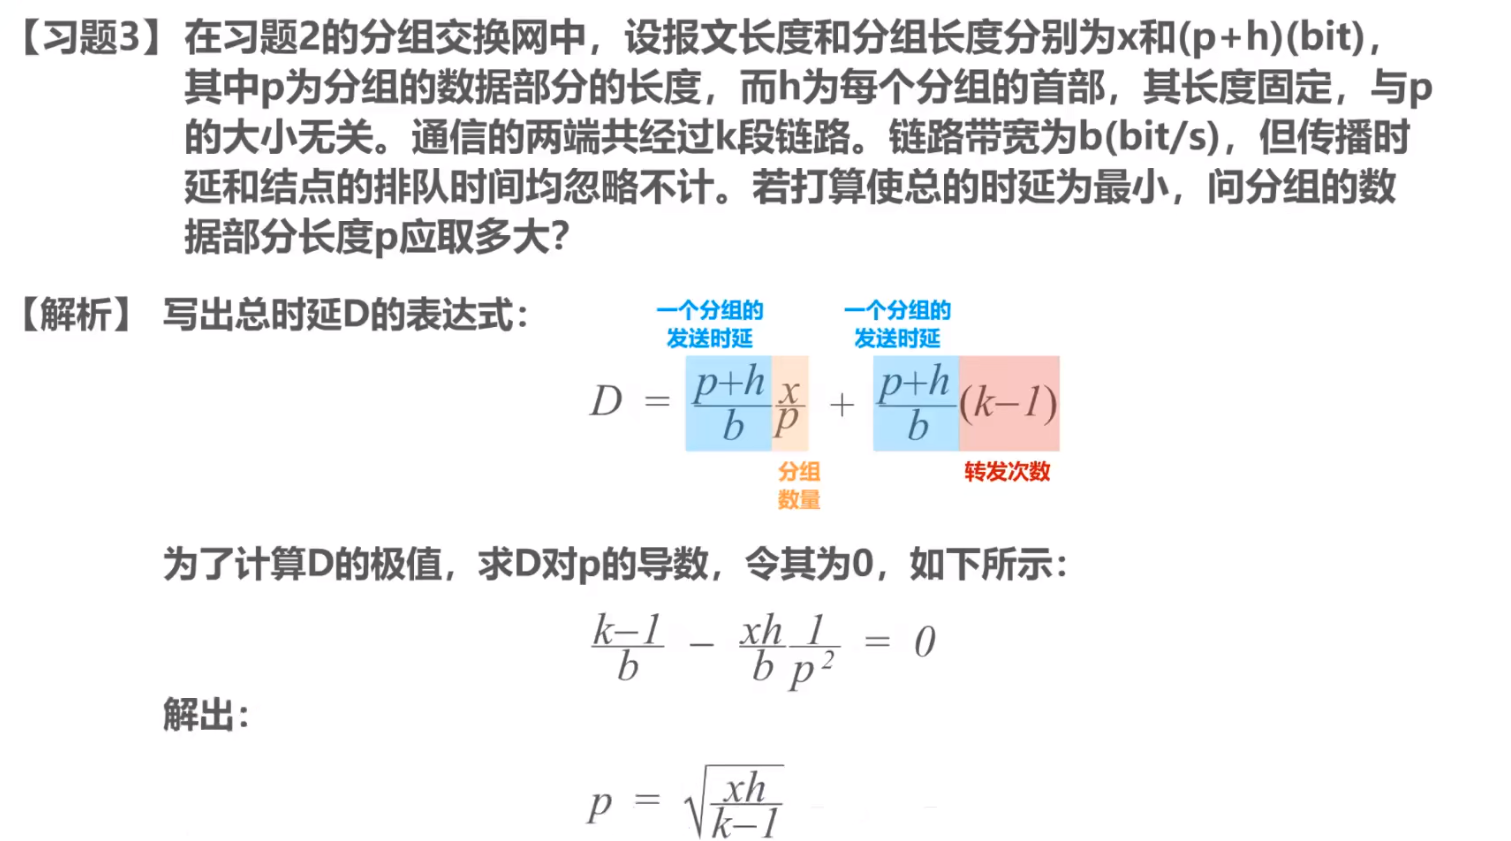 【习题3】在习题2的分组交换网中，设报文长度和分组长度分别为x和(p+h)(bit)，
其中p为分组的数据部分的长度，而h为每个分组的首部，其长度固定，与p
的大小无关。通信的两端共经过k段链路。链路带宽为b(bit/s)，但传播时
延和结点的排队时间均忽略不计。若打算使总的时延为最小，问分组的数
据部分长度p应取多大？
【解析】写出总时延D的表达式：
一个分组的 一个分组的
发送时延 发送时延
D = \frac{p+h}{b}\frac{x}{p} + \frac{p+h}{b}(k−1)
分组 转发次数
数量
为了计算D的极值，求D对p的导数，令其为0，如下所示：
\frac{k−1}{b} − \frac{xh}{b}\frac{1}{p^2} = 0
解出：
p = \sqrt{\frac{xh}{k−1}}